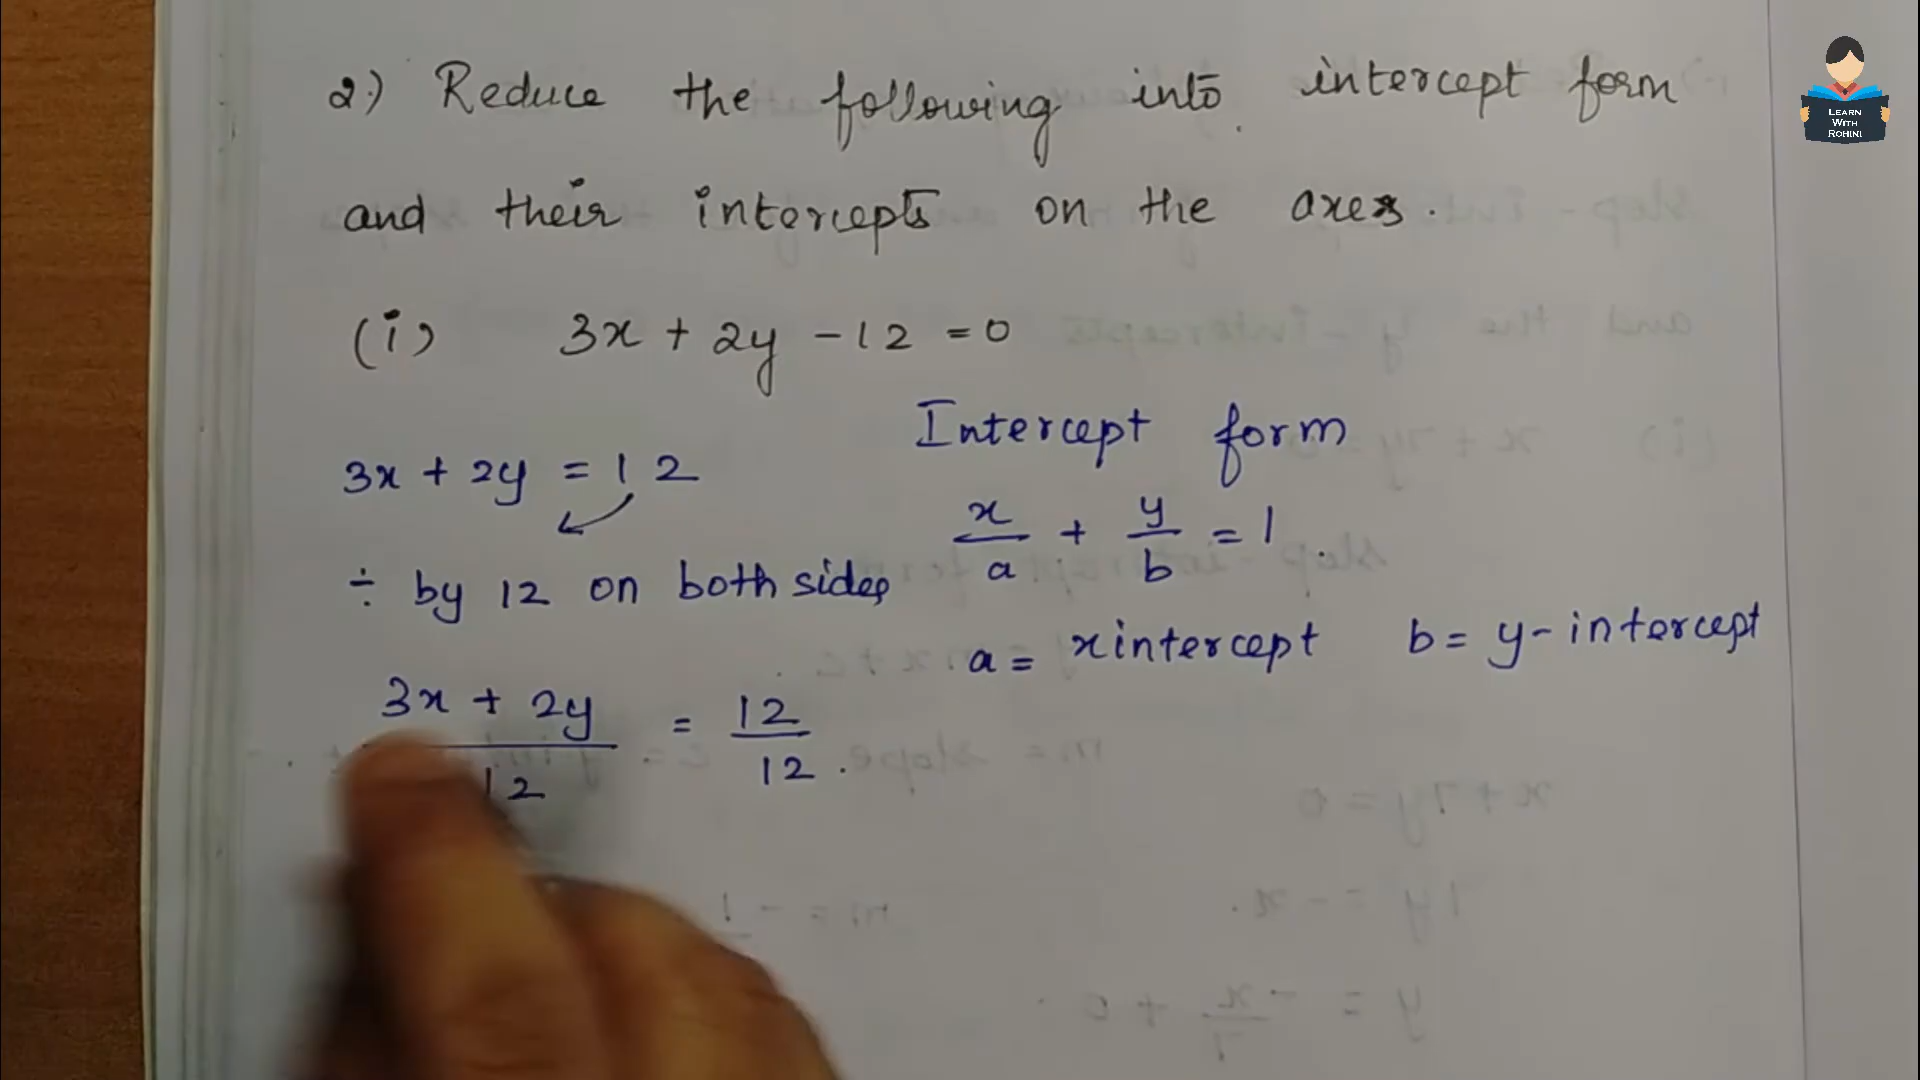 2.) Reduce the following into intercept form
and their intercepts on the axes.
(i) 3x + 2y - 12 = 0
3x + 2y = 12
÷ by 12 on both sides
3x + 2y / 12 = 12 / 12.
Intercept form
x/a + y/b = 1.
a = x intercept b = y-intercept
LEARN
WITH
ROHINI